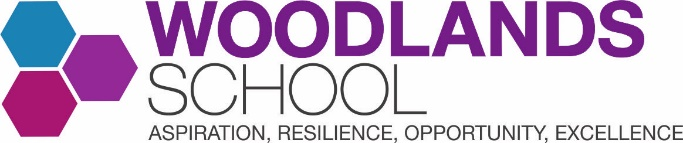 WOODLANDS
SCHOOL
ASPIRATION, RESILIENCE, OPPORTUNITY, EXCELLENCE